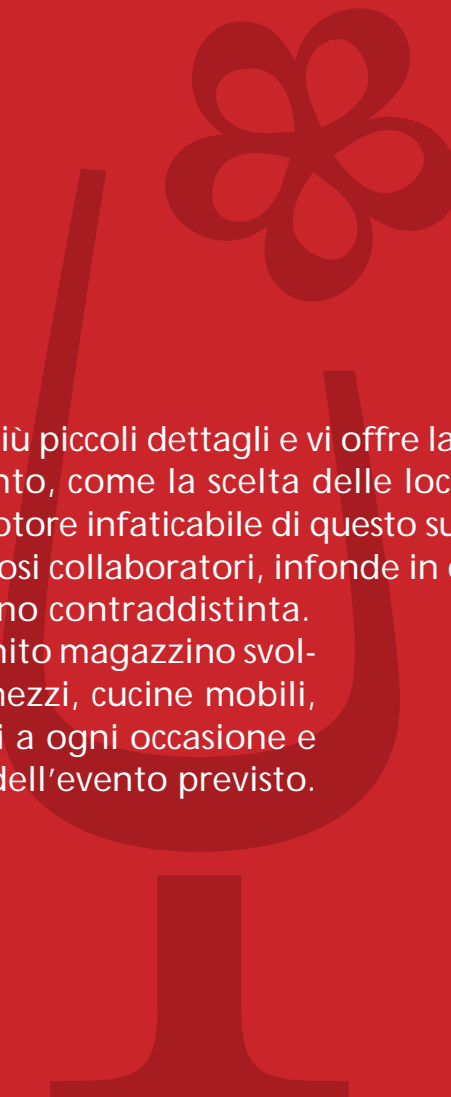 iù piccoli dettagli e vi offre la
nto, come la scelta delle loc
otore infaticabile di questo su
osi collaboratori, infonde in
no contraddistinta.
nito magazzino svol-
nezzi, cucine mobili,
i a ogni occasione e
dell’evento previsto.